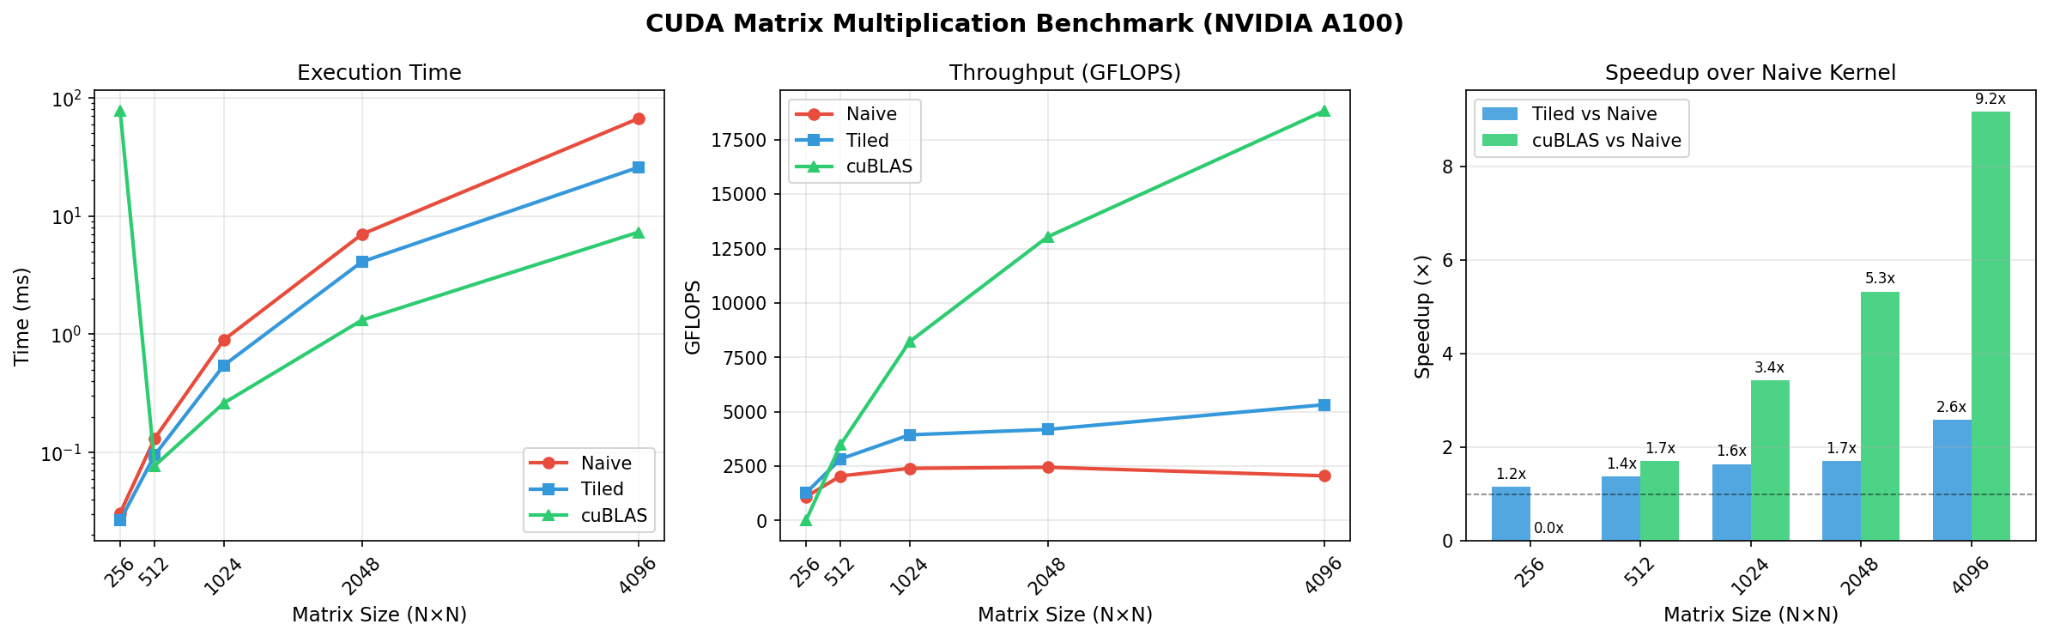 CUDA Matrix Multiplication Benchmark (NVIDIA A100)
Execution Time
Time (ms)
10²
10¹
10⁰
10⁻¹
Naive
Tiled
cuBLAS
256
512
1024
2048
4096
Matrix Size (N×N)
Throughput (GFLOPS)
GFLOPS
17500
15000
12500
10000
7500
5000
2500
0
Naive
Tiled
cuBLAS
256
512
1024
2048
4096
Matrix Size (N×N)
Speedup over Naive Kernel
Speedup (×)
8
6
4
2
0
Tiled vs Naive
cuBLAS vs Naive
1.2x
0.0x
1.4x
1.7x
1.6x
3.4x
1.7x
5.3x
2.6x
9.2x
256
512
1024
2048
4096
Matrix Size (N×N)